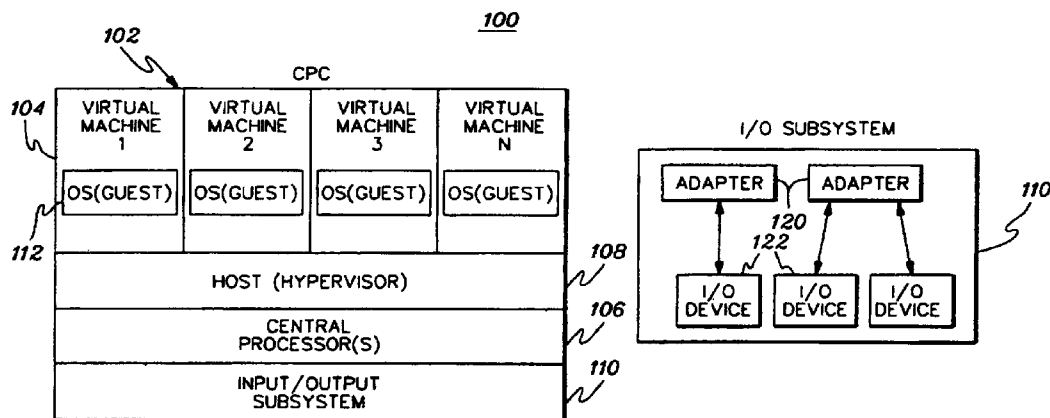 100
102
CPC
104
VIRTUAL
MACHINE
1
VIRTUAL
MACHINE
2
VIRTUAL
MACHINE
3
VIRTUAL
MACHINE
N
OS(GUEST)
OS(GUEST)
OS(GUEST)
OS(GUEST)
112
HOST (HYPERVISOR)
108
CENTRAL
PROCESSOR(S)
106
INPUT/OUTPUT
SUBSYSTEM
110
I/O SUBSYSTEM
ADAPTER
ADAPTER
120
110
122
I/O
DEVICE
I/O
DEVICE
I/O
DEVICE